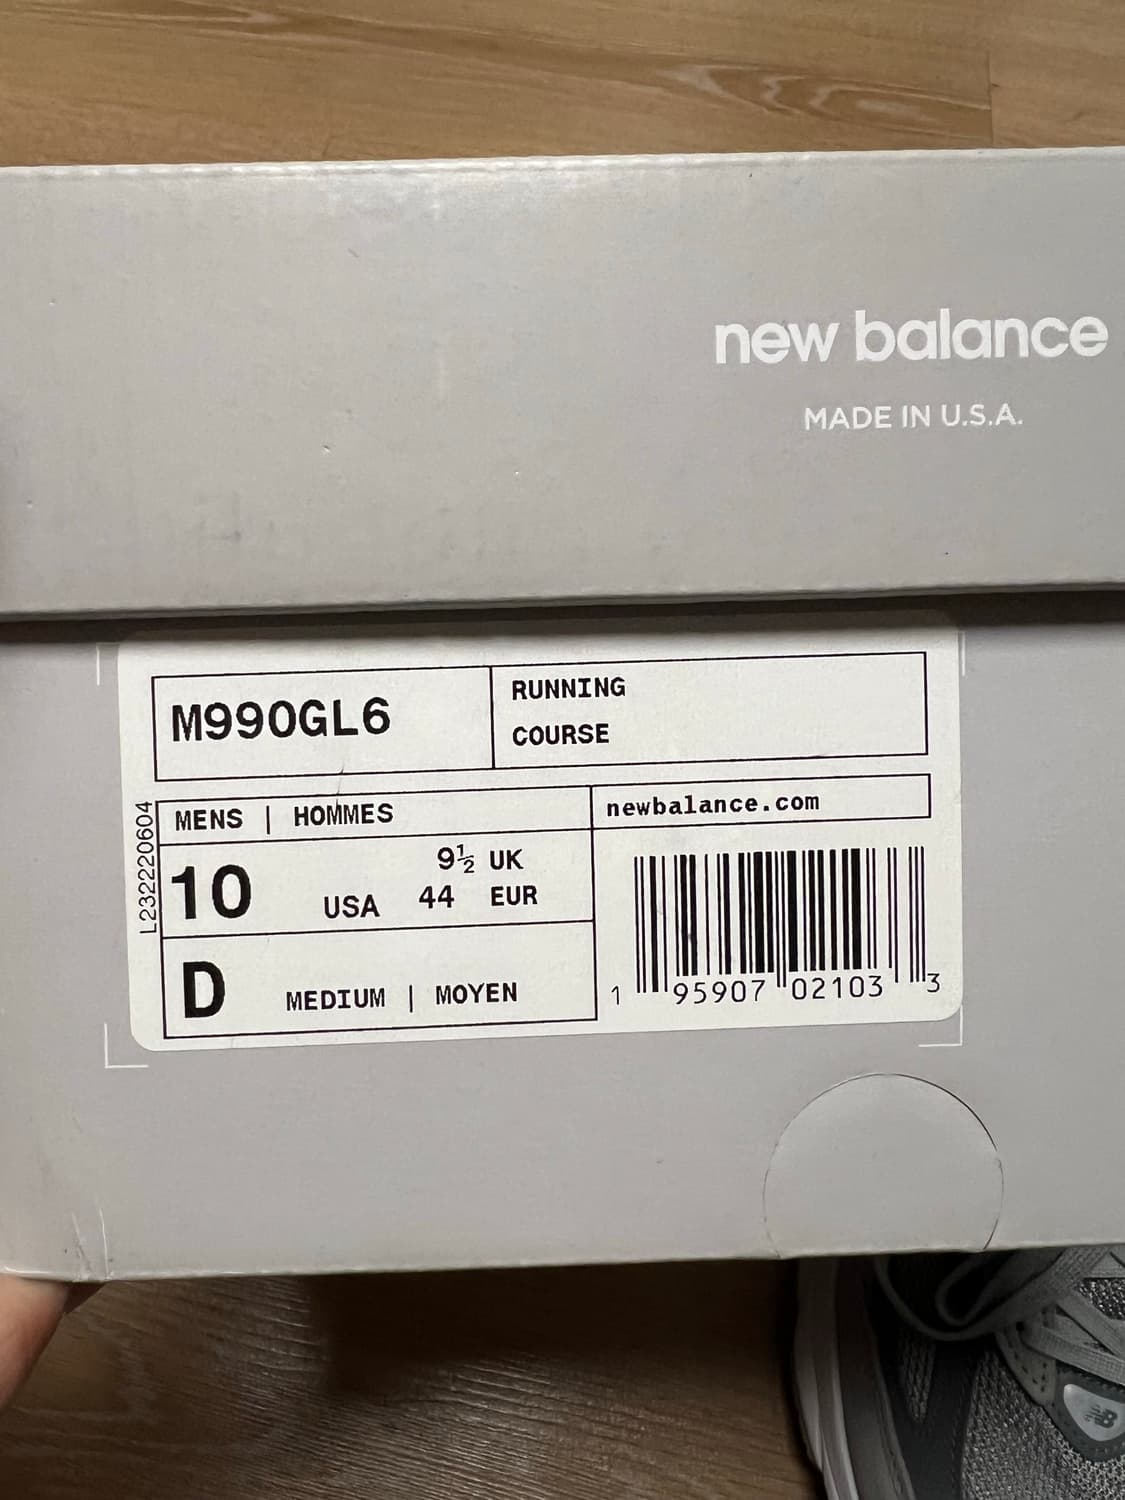 new balance
MADE IN U.S.A.
M990GL6
RUNNING
COURSE
L232220604
MENS | HOMMES
newbalance.com
10 USA
9½ UK
44 EUR
D MEDIUM | MOYEN
1 95907 02103 3
NB